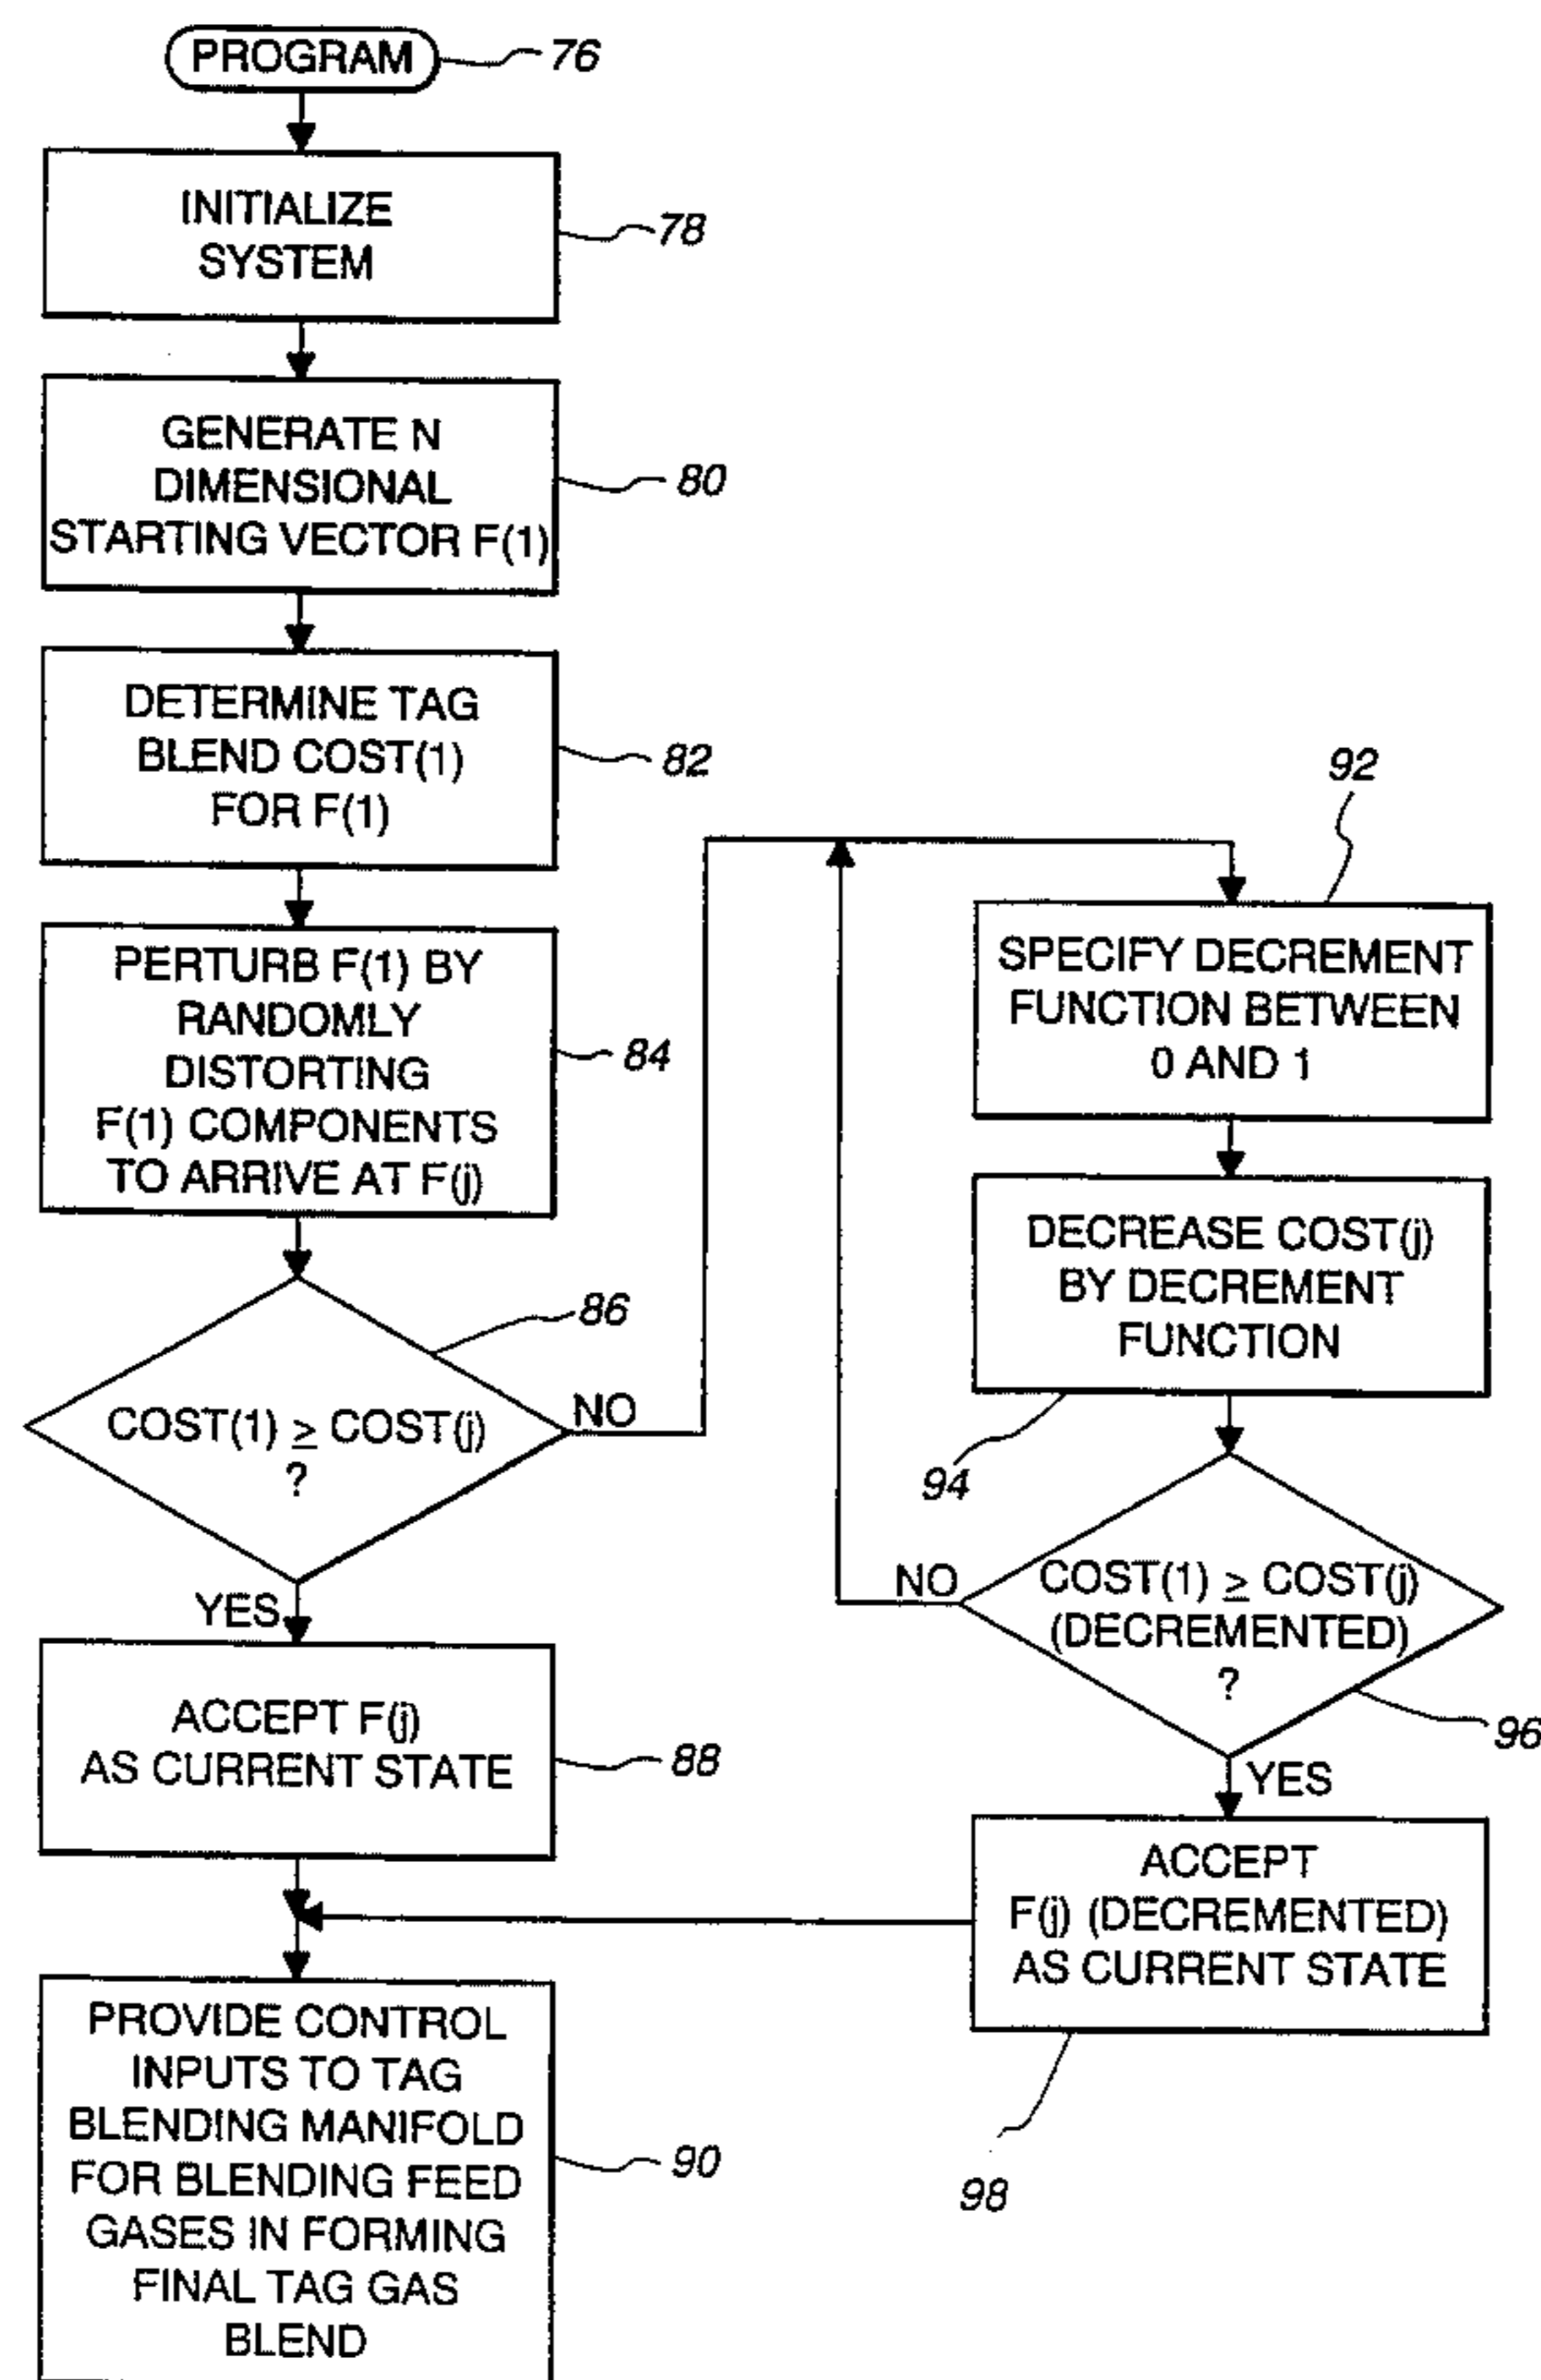 PROGRAM
76
INITIALIZE
SYSTEM
78
GENERATE N
DIMENSIONAL
STARTING VECTOR F(1)
80
DETERMINE TAG
BLEND COST(1)
FOR F(1)
82
PERTURB F(1) BY
RANDOMLY
DISTORTING
F(1) COMPONENTS
TO ARRIVE AT F(j)
84
86
COST(1) ≥ COST(j)
?
NO
YES
ACCEPT F(j)
AS CURRENT STATE
88
PROVIDE CONTROL
INPUTS TO TAG
BLENDING MANIFOLD
FOR BLENDING FEED
GASES IN FORMING
FINAL TAG GAS
BLEND
90
92
SPECIFY DECREMENT
FUNCTION BETWEEN
0 AND 1
DECREASE COST(j)
BY DECREMENT
FUNCTION
94
NO
COST(1) ≥ COST(j)
(DECREMENTED)
?
96
YES
ACCEPT
F(j) (DECREMENTED)
AS CURRENT STATE
98